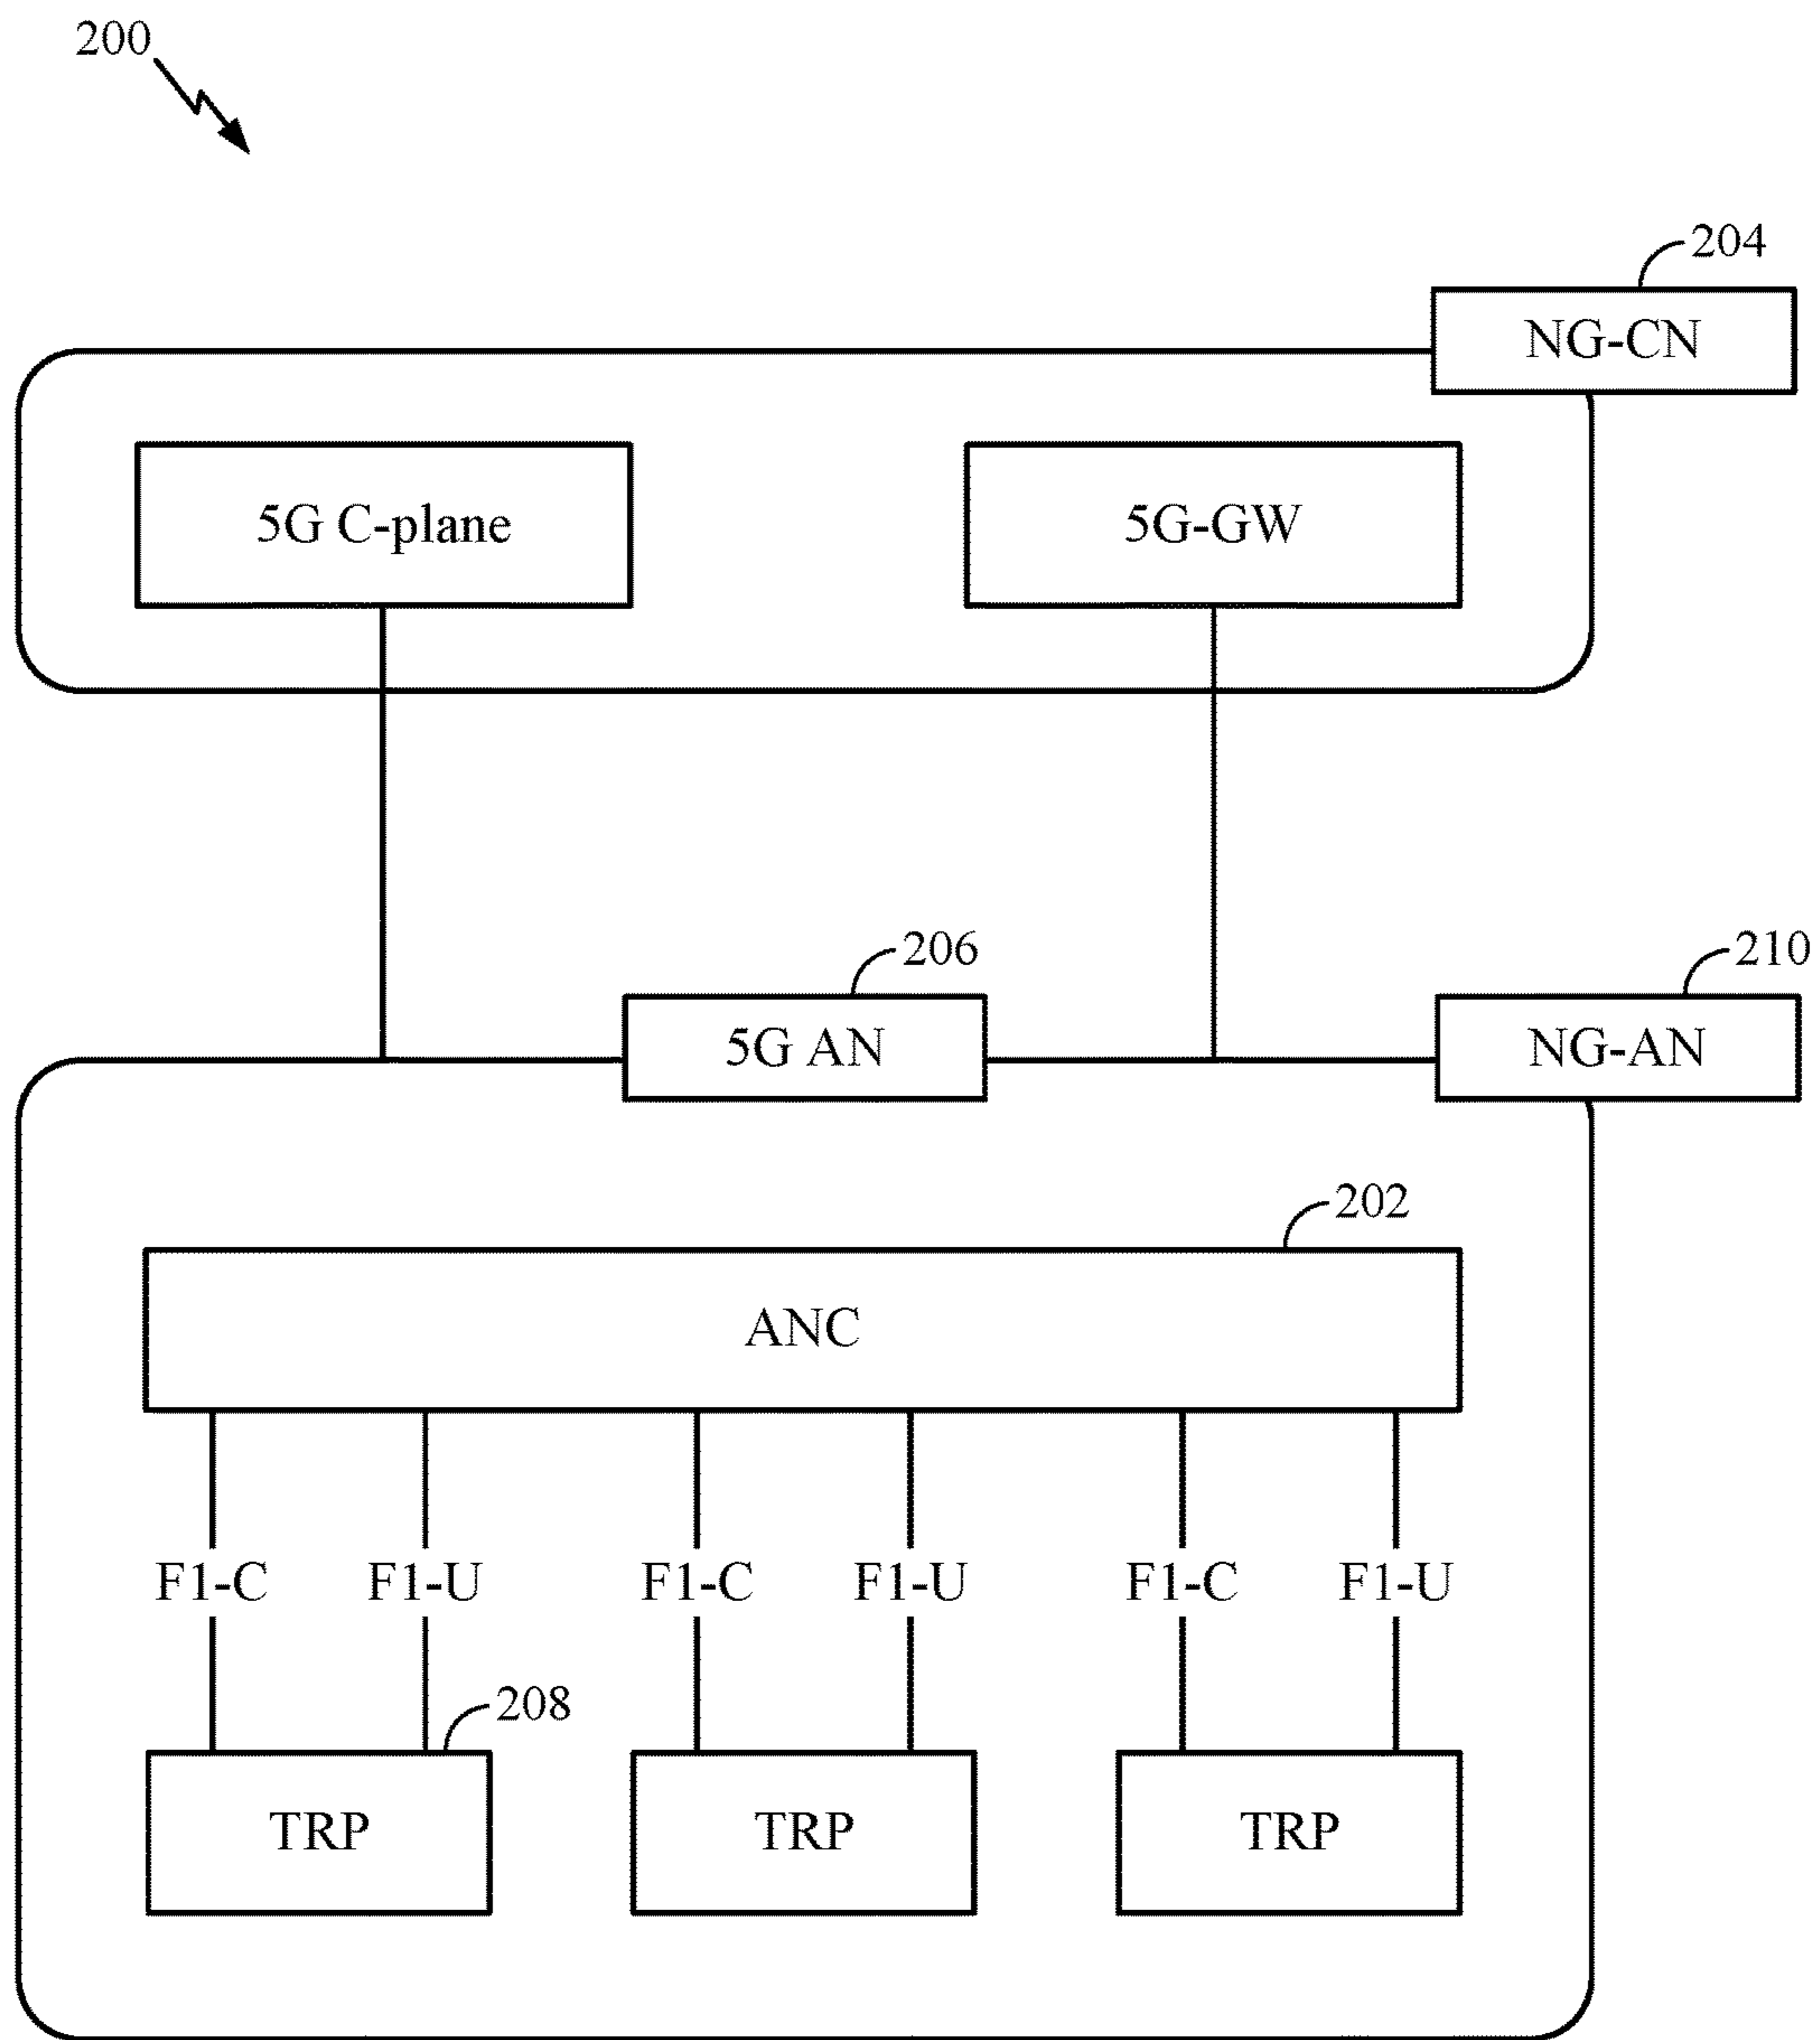 200
204
NG-CN
5G C-plane
5G-GW
206
210
5G AN
NG-AN
202
ANC
F1-C F1-U F1-C F1-U F1-C F1-U
208
TRP TRP TRP